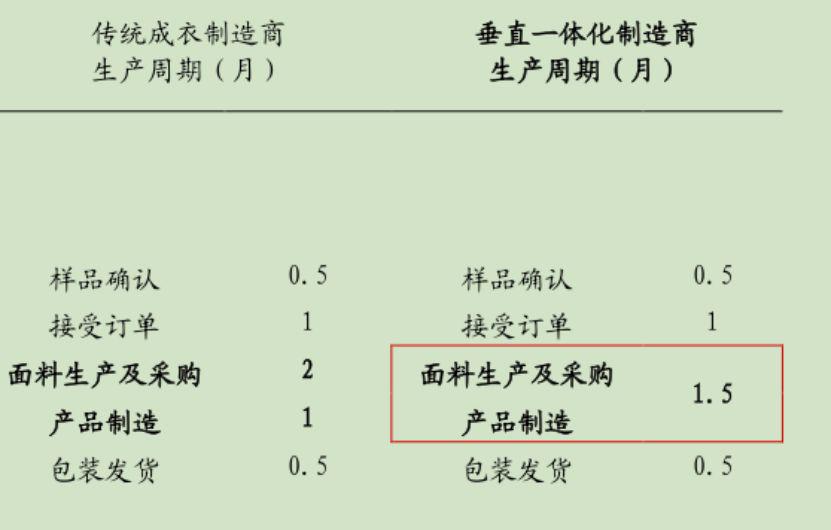 传统成衣制造商 垂直一体化制造商
生产周期（月） 生产周期（月）
样品确认 0.5 样品确认 0.5
接受订单 1 接受订单 1
面料生产及采购 2 面料生产及采购
1.5
产品制造 1 产品制造
包装发货 0.5 包装发货 0.5